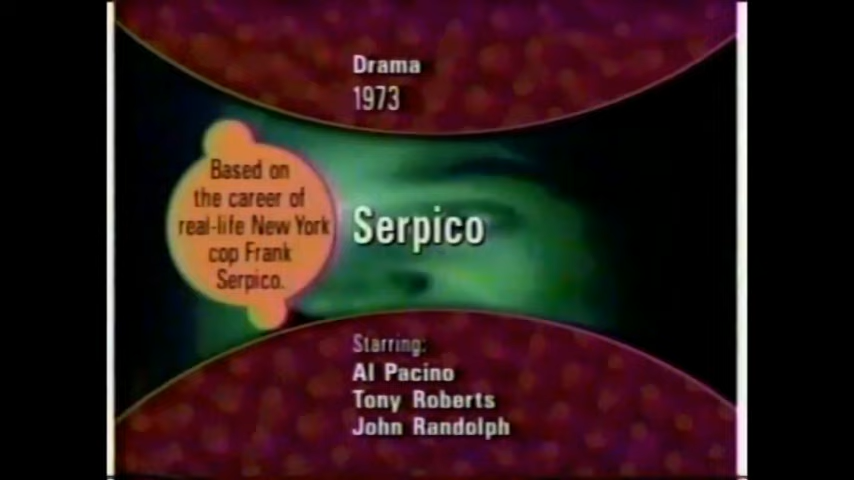 Drama
1973
Based on
the career of
real-life New York
cop Frank
Serpico.
Serpico
Starring:
Al Pacino
Tony Roberts
John Randolph